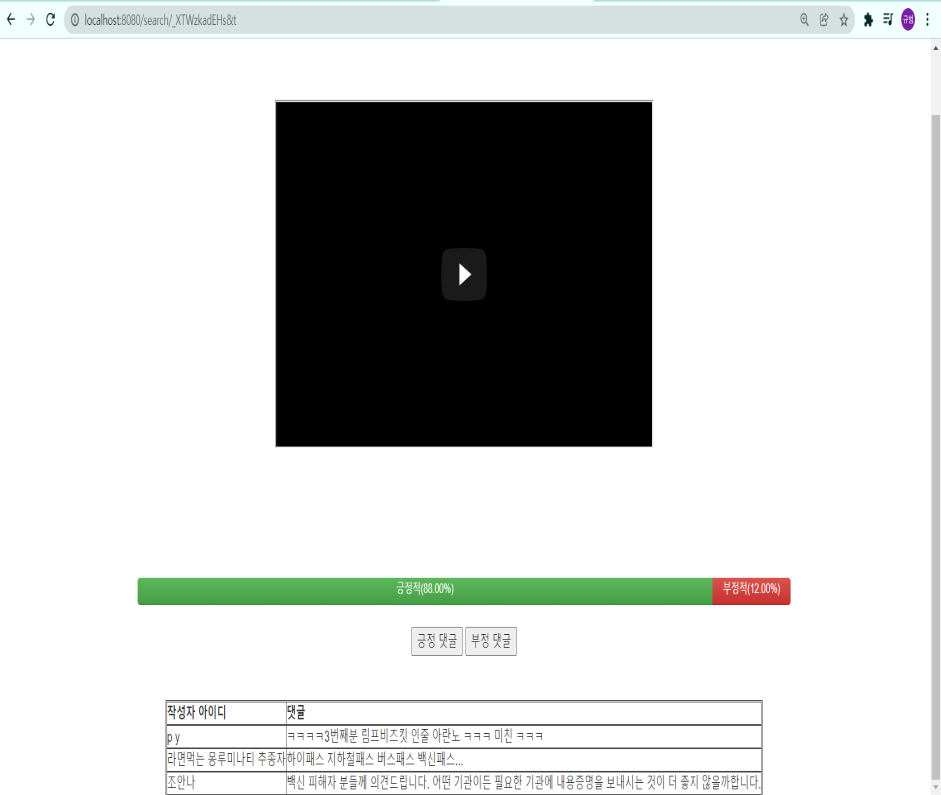 localhost:8080/search/_XTWzkadEHs&t
규범
긍정적(88.00%) 부정적(12.00%)
긍정 댓글 부정 댓글
작성자 아이디 댓글
p y ㅋㅋㅋㅋ3번째분 림프비즈킷 인줄 아란노 ㅋㅋㅋ 미친 ㅋㅋㅋ
라면먹는 몽루미나티 추종자 하이패스 지하철패스 버스패스 백신패스...
조안나 백신 피해자 분들께 의견드립니다. 어떤 기관이든 필요한 기관에 내용증명을 보내시는 것이 더 좋지 않을까합니다.